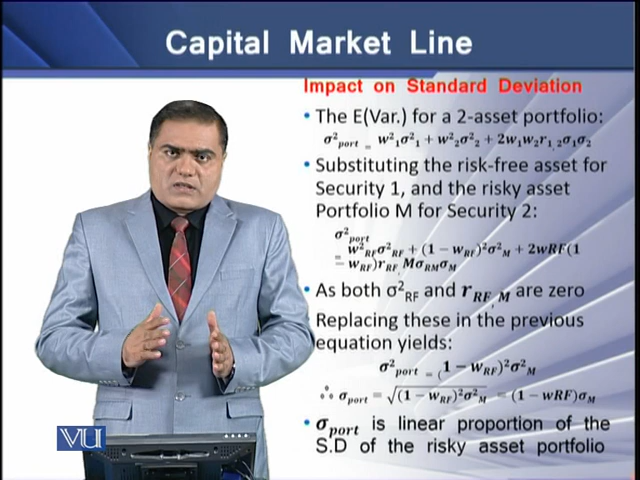 Capital Market Line
Impact on Standard Deviation
• The E(Var.) for a 2-asset portfolio:
σ²port = w²₁σ²₁ + w²₂σ²₂ + 2w₁w₂r₁,₂σ₁σ₂
• Substituting the risk-free asset for
Security 1, and the risky asset
Portfolio M for Security 2:
σ²port
= w²RFσ²RF + (1 − wRF)²σ²M + 2wRF(1
− wRF)rRF,MσRMσM
• As both σ²RF and rRF,M are zero
Replacing these in the previous
equation yields:
σ²port = (1 − wRF)²σ²M
∴ σport = √(1 − wRF)²σ²M = (1 − wRF)σM
• σport is linear proportion of the
S.D of the risky asset portfolio
VU